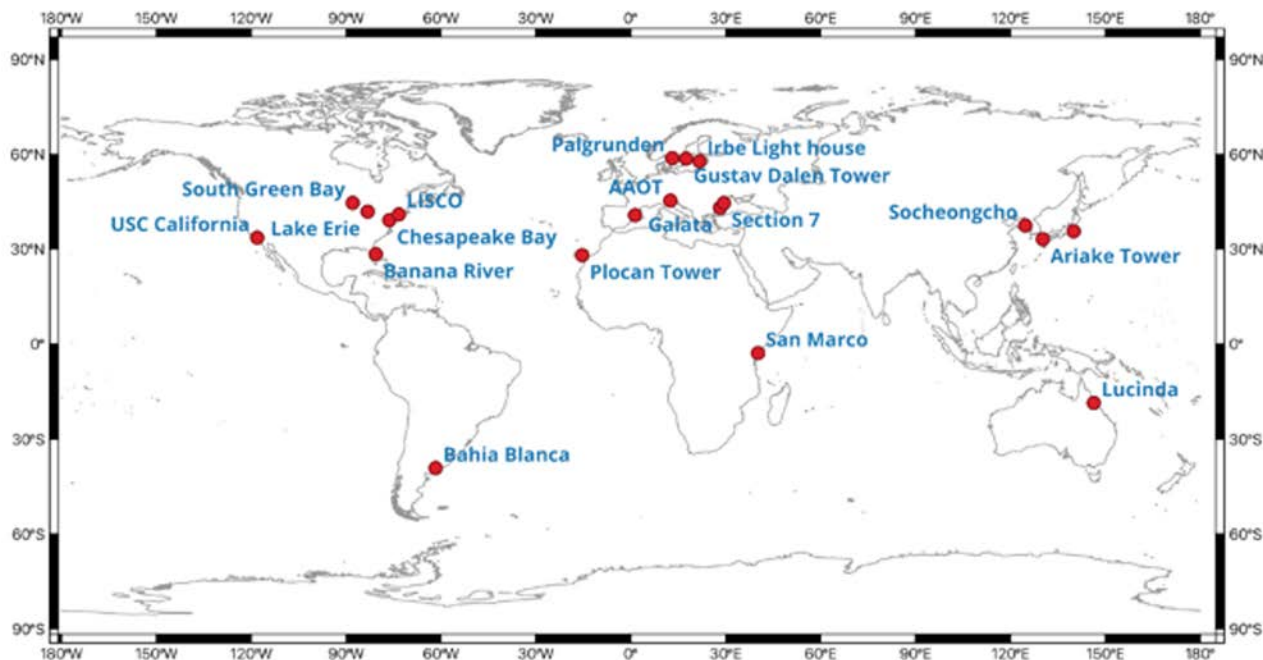 180°W 150°W 120°W 90°W 60°W 30°W 0° 30°E 60°E 90°E 120°E 150°E 180°
90°N 90°N
60°N Palgrunden Irbe Light house 60°N
AAOT Gustav Dalen Tower
South Green Bay LISCO
USC California Lake Erie Galata Section 7 Socheongcho
Chesapeake Bay
30°N 30°N
Banana River Plocan Tower Ariake Tower
0° San Marco 0°
Lucinda
30°S 30°S
Bahia Blanca
60°S 60°S
90°S 90°S
180°W 150°W 120°W 90°W 60°W 30°W 0° 30°E 60°E 90°E 120°E 150°E 180°